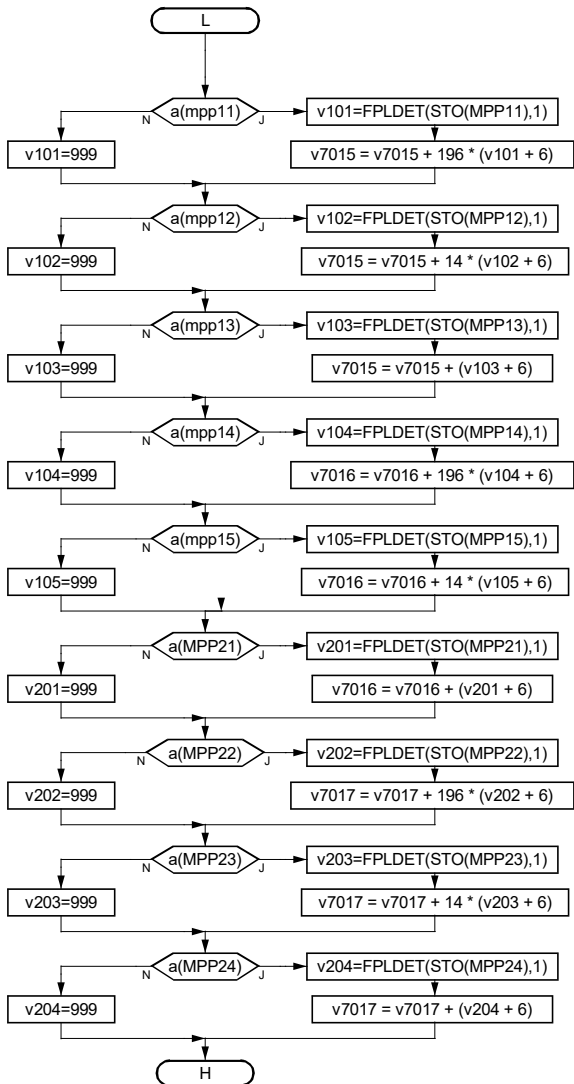 L
a(mpp11)
N
J
v101=FPLDET(STO(MPP11),1)
v101=999
v7015 = v7015 + 196 * (v101 + 6)
a(mpp12)
N
J
v102=FPLDET(STO(MPP12),1)
v102=999
v7015 = v7015 + 14 * (v102 + 6)
a(mpp13)
N
J
v103=FPLDET(STO(MPP13),1)
v103=999
v7015 = v7015 + (v103 + 6)
a(mpp14)
N
J
v104=FPLDET(STO(MPP14),1)
v104=999
v7016 = v7016 + 196 * (v104 + 6)
a(mpp15)
N
J
v105=FPLDET(STO(MPP15),1)
v105=999
v7016 = v7016 + 14 * (v105 + 6)
a(MPP21)
N
J
v201=FPLDET(STO(MPP21),1)
v201=999
v7016 = v7016 + (v201 + 6)
a(MPP22)
N
J
v202=FPLDET(STO(MPP22),1)
v202=999
v7017 = v7017 + 196 * (v202 + 6)
a(MPP23)
N
J
v203=FPLDET(STO(MPP23),1)
v203=999
v7017 = v7017 + 14 * (v203 + 6)
a(MPP24)
N
J
v204=FPLDET(STO(MPP24),1)
v204=999
v7017 = v7017 + (v204 + 6)
H